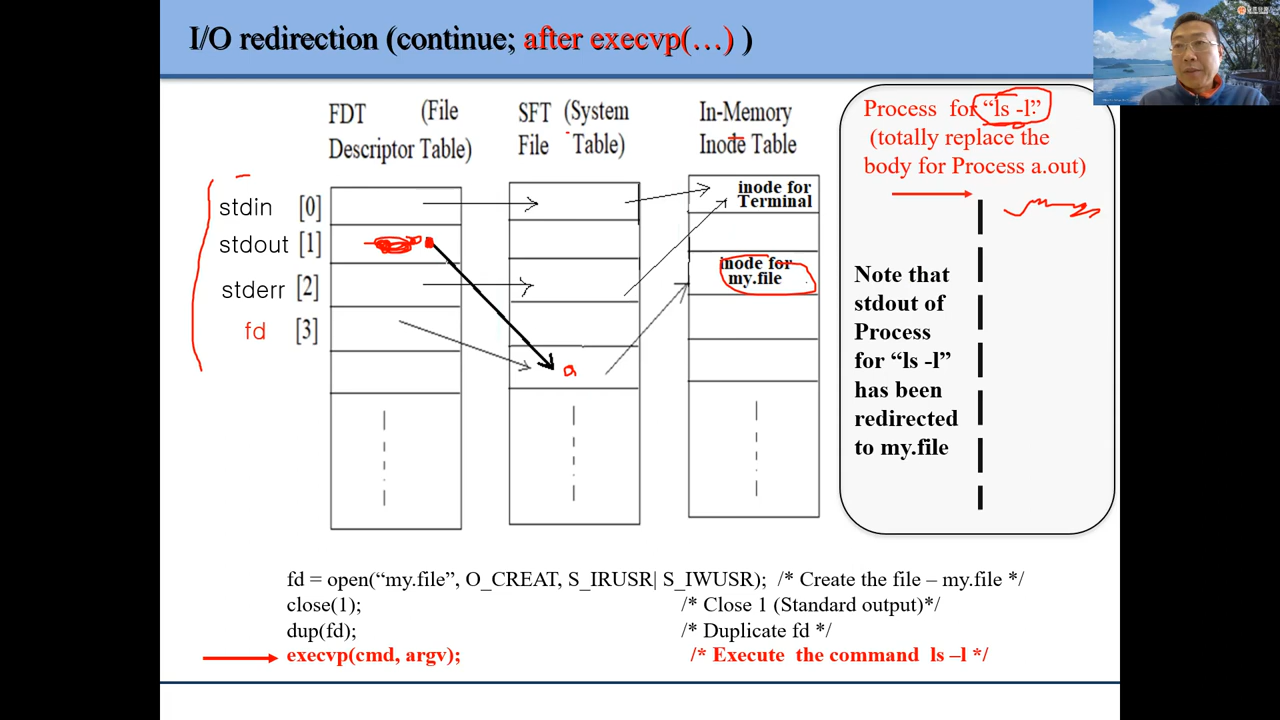 I/O redirection (continue; after execvp(…) )
FDT (File
Descriptor Table)
SFT (System
File Table)
In-Memory
Inode Table
stdin [0]
stdout [1]
stderr [2]
fd [3]
a
inode for
Terminal
inode for
my.file
Process for “ls -l”
(totally replace the
body for Process a.out)
Note that
stdout of
Process
for “ls -l”
has been
redirected
to my.file
fd = open(“my.file”, O_CREAT, S_IRUSR| S_IWUSR); /* Create the file – my.file */
close(1); /* Close 1 (Standard output)*/
dup(fd); /* Duplicate fd */
execvp(cmd, argv); /* Execute the command ls –l */